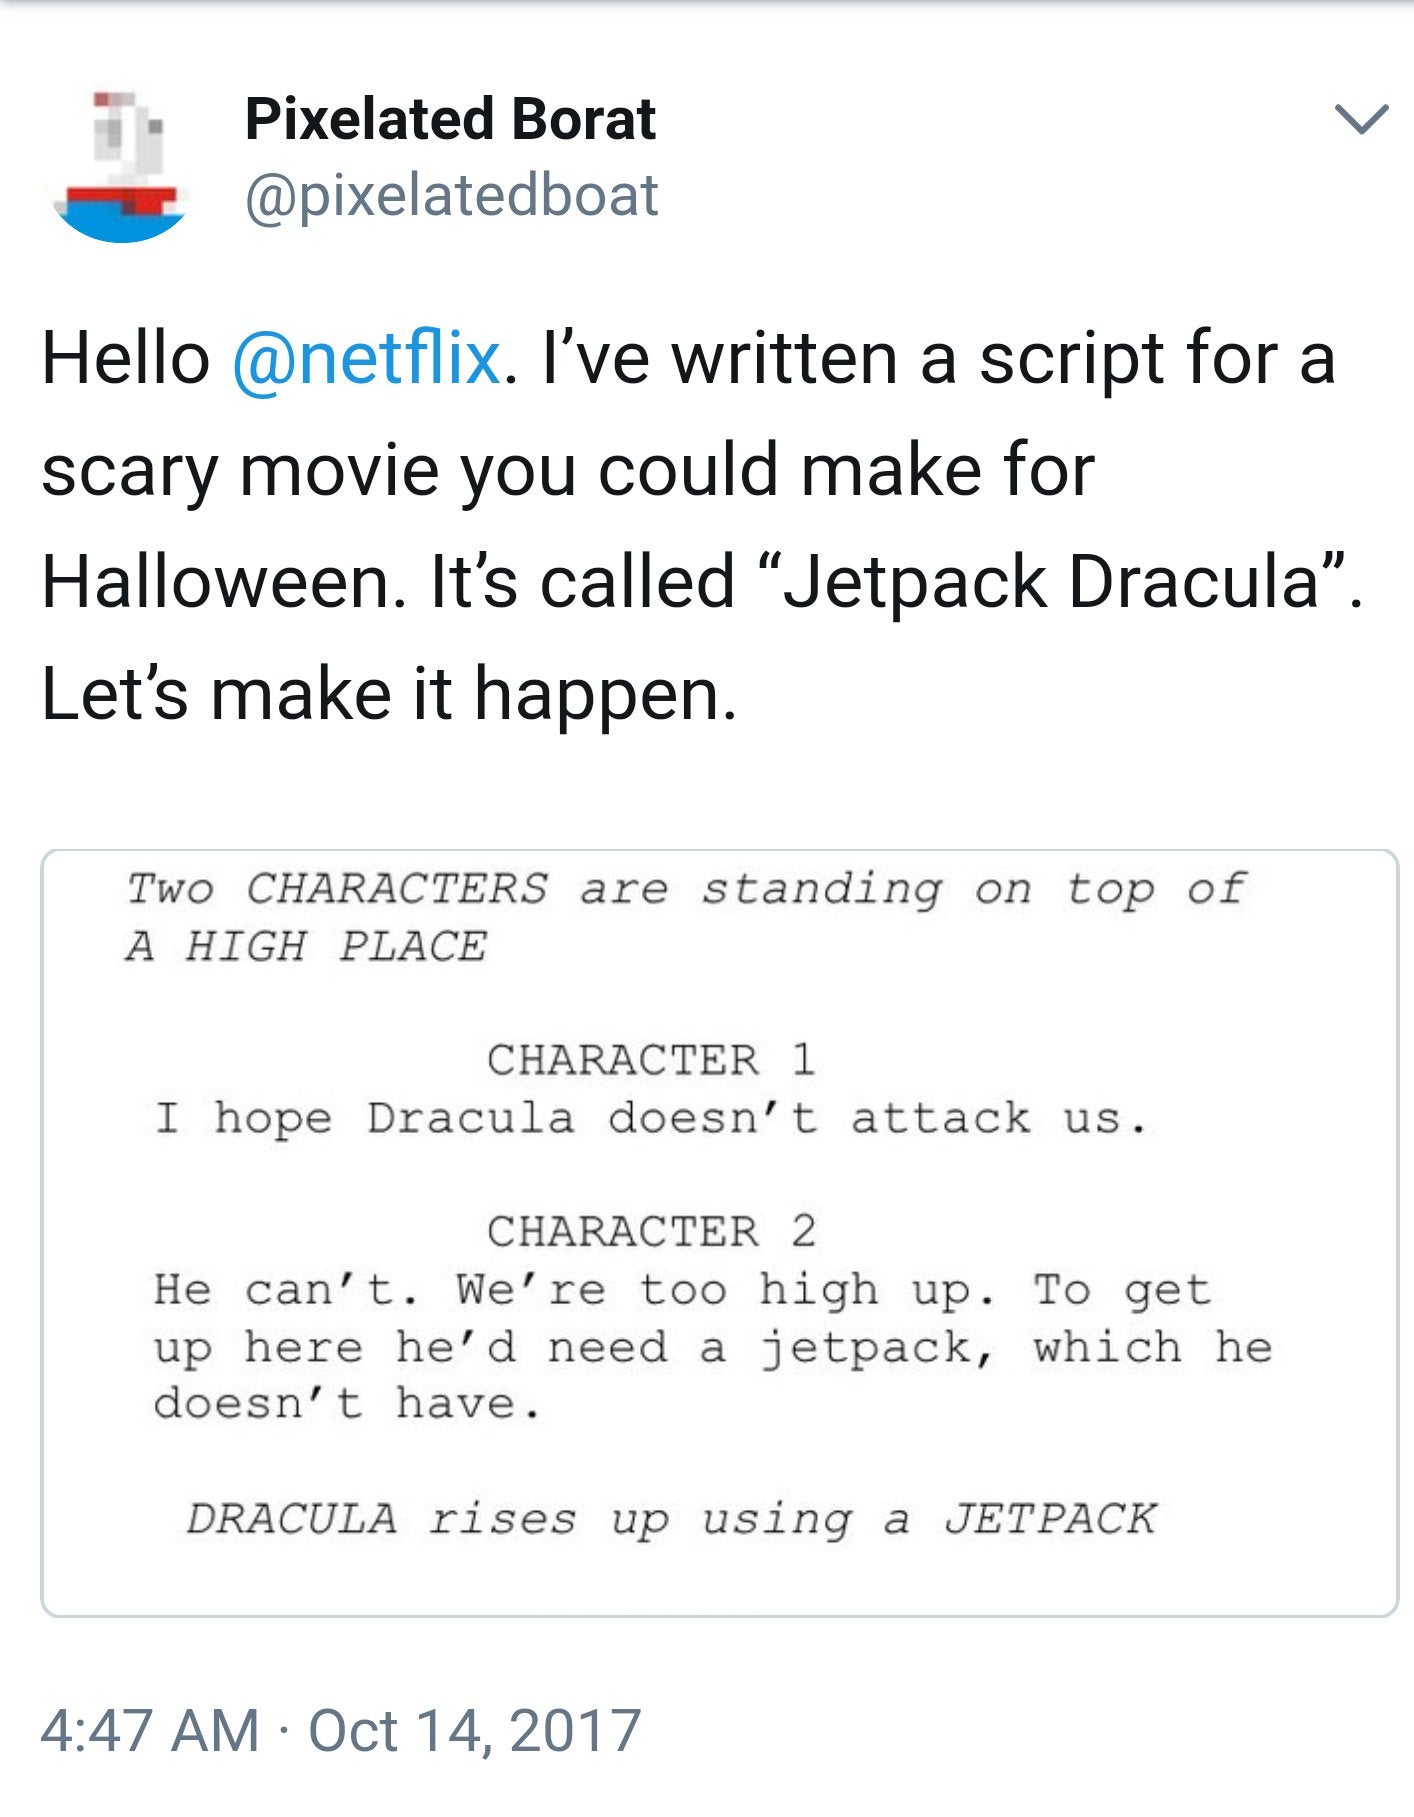 Pixelated Borat
@pixelatedboat
Hello @netflix. I’ve written a script for a
scary movie you could make for
Halloween. It’s called “Jetpack Dracula”.
Let’s make it happen.
Two CHARACTERS are standing on top of
A HIGH PLACE
CHARACTER 1
I hope Dracula doesn’t attack us.
CHARACTER 2
He can’t. We’re too high up. To get
up here he’d need a jetpack, which he
doesn’t have.
DRACULA rises up using a JETPACK
4:47 AM · Oct 14, 2017